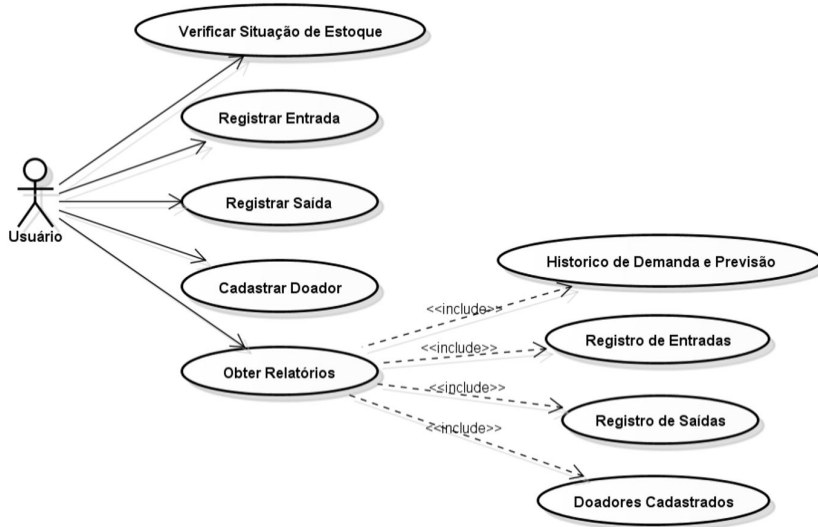 Verificar Situação de Estoque
Registrar Entrada
Registrar Saída
Usuário
Cadastrar Doador
Historico de Demanda e Previsão
<<include>>
Registro de Entradas
<<include>>
Obter Relatórios
<<include>>
Registro de Saídas
<<include>>
Doadores Cadastrados